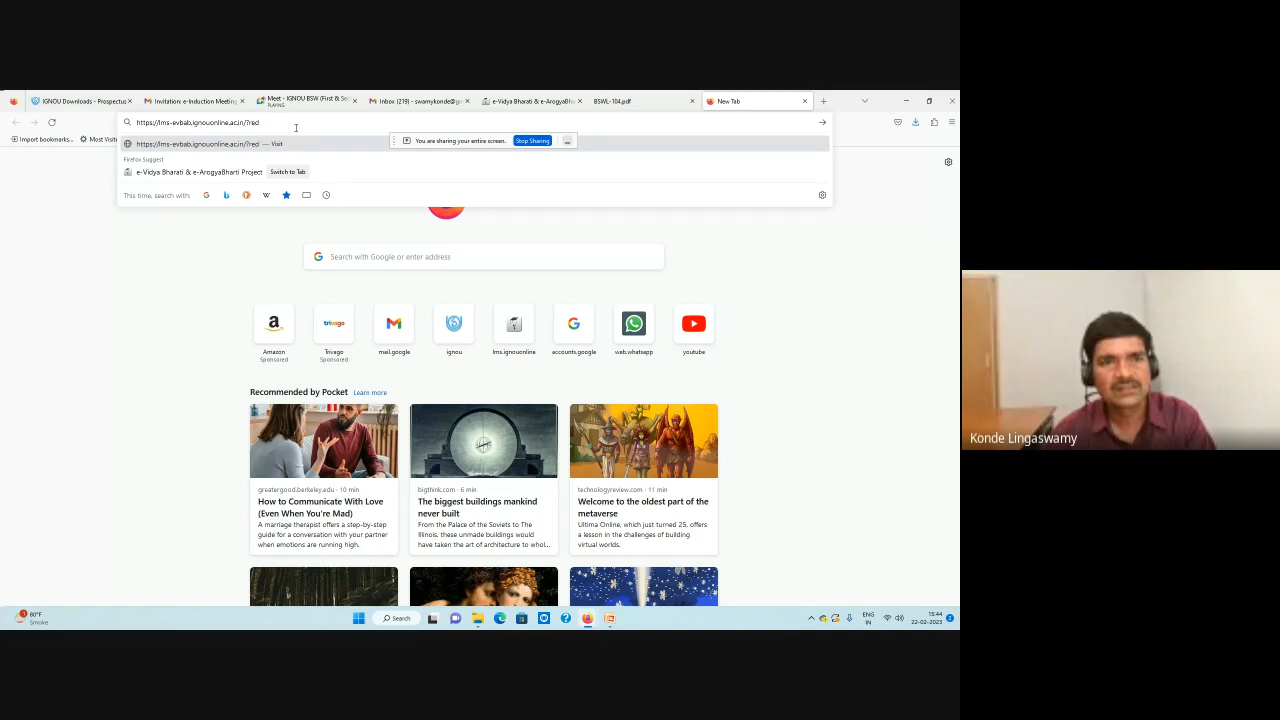 IGNOU Downloads - Prospectus
Invitation: e-Induction Meeting
Meet - IGNOU BSW (First & Sec
PLAYING
Inbox (219) - swamykonde@gn
e-Vidya Bharati & e-ArogyaBhar
BSWL-104.pdf
New Tab
https://lms-evbab.ignouonline.ac.in/?red
Import bookmarks...
Most Visit
https://lms-evbab.ignouonline.ac.in/?red — Visit
You are sharing your entire screen.
Stop Sharing
Firefox Suggest
e-Vidya Bharati & e-ArogyaBharti Project
Switch to Tab
This time, search with:
Search with Google or enter address
Amazon
Sponsored
trivago
Trivago
Sponsored
mail.google
ignou
lms.ignouonline
accounts.google
web.whatsapp
youtube
Recommended by Pocket
Learn more
greatergood.berkeley.edu · 10 min
How to Communicate With Love
(Even When You're Mad)
A marriage therapist offers a step-by-step
guide for a conversation with your partner
when emotions are running high.
bigthink.com · 6 min
The biggest buildings mankind
never built
From the Palace of the Soviets to The
Illinois, these unmade buildings would
have taken the art of architecture to whol...
technologyreview.com · 11 min
Welcome to the oldest part of the
metaverse
Ultima Online, which just turned 25, offers
a lesson in the challenges of building
virtual worlds.
Konde Lingaswamy
80°F
Smoke
Search
ENG
IN
15:44
22-02-2023